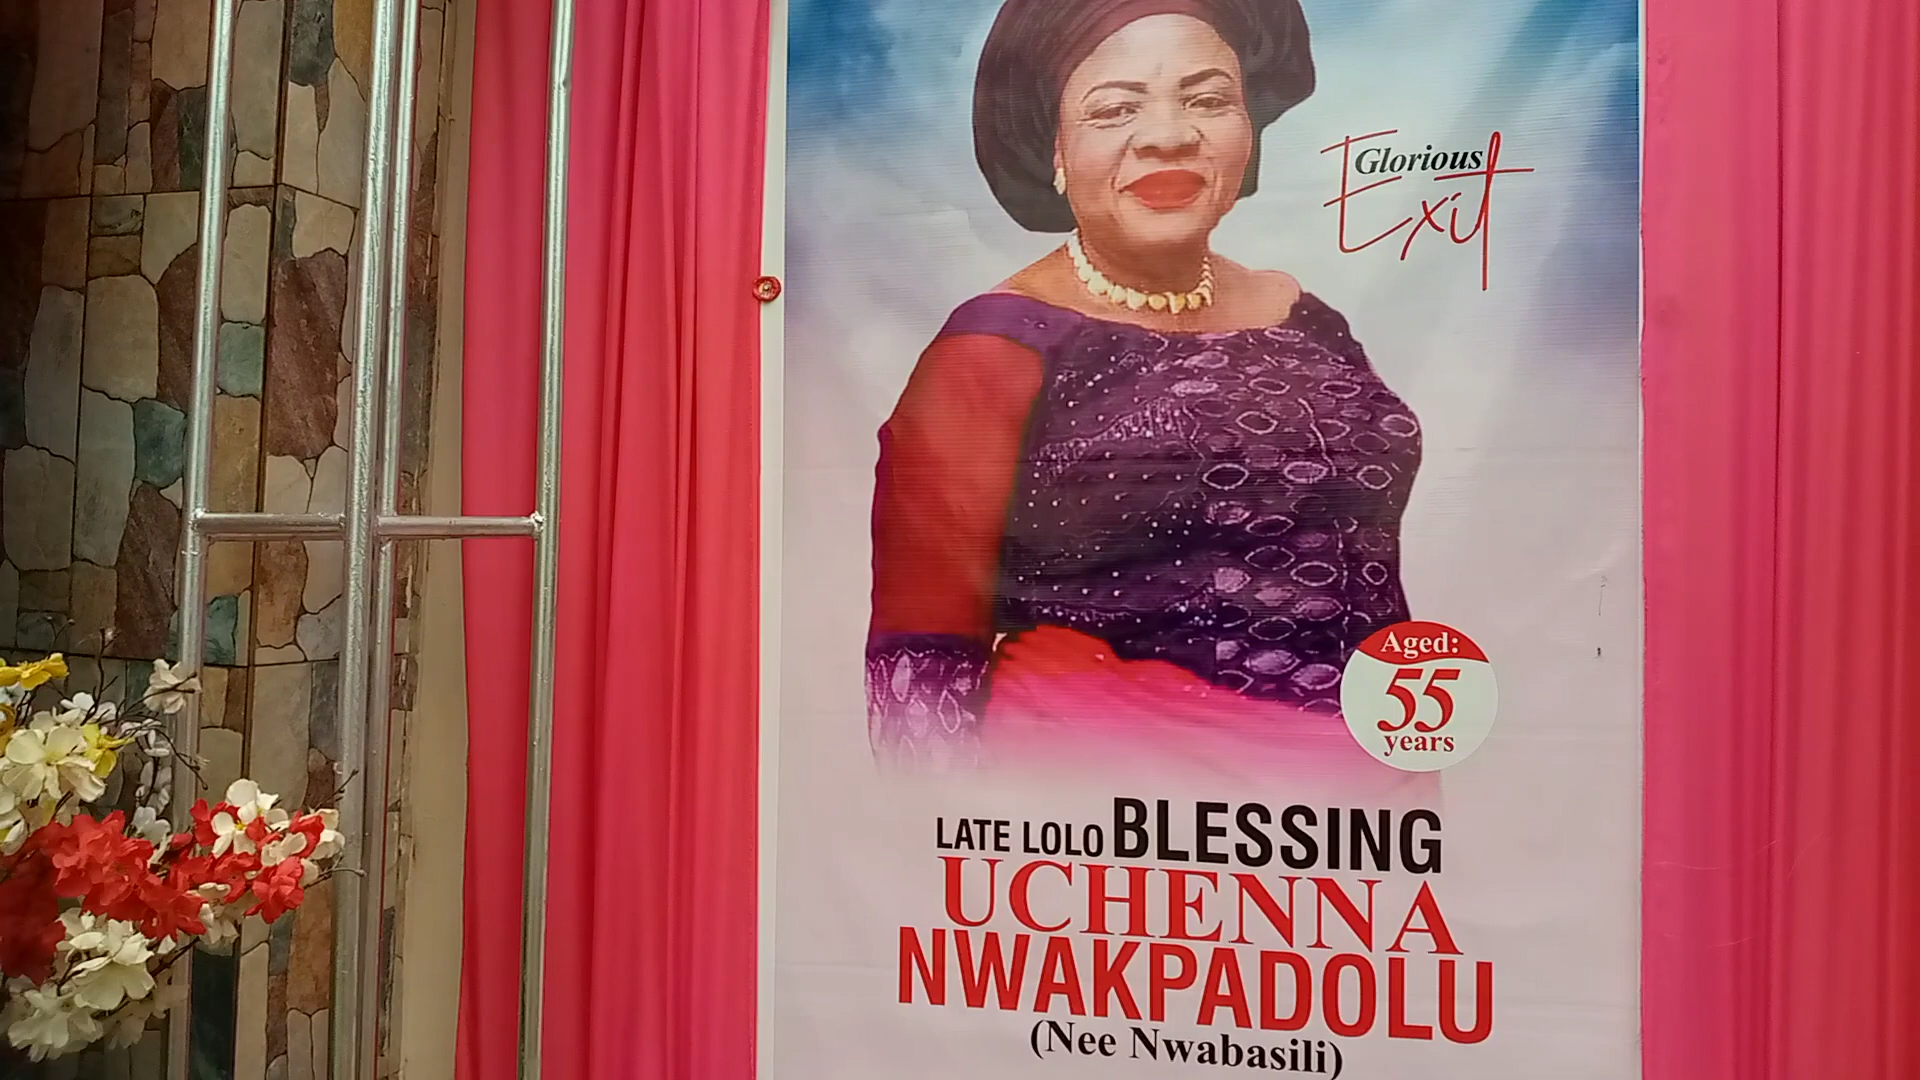 Glorious
Exit
Aged:
55
years
LATE LOLO BLESSING
UCHENNA
NWAKPADOLU
(Nee Nwabasili)